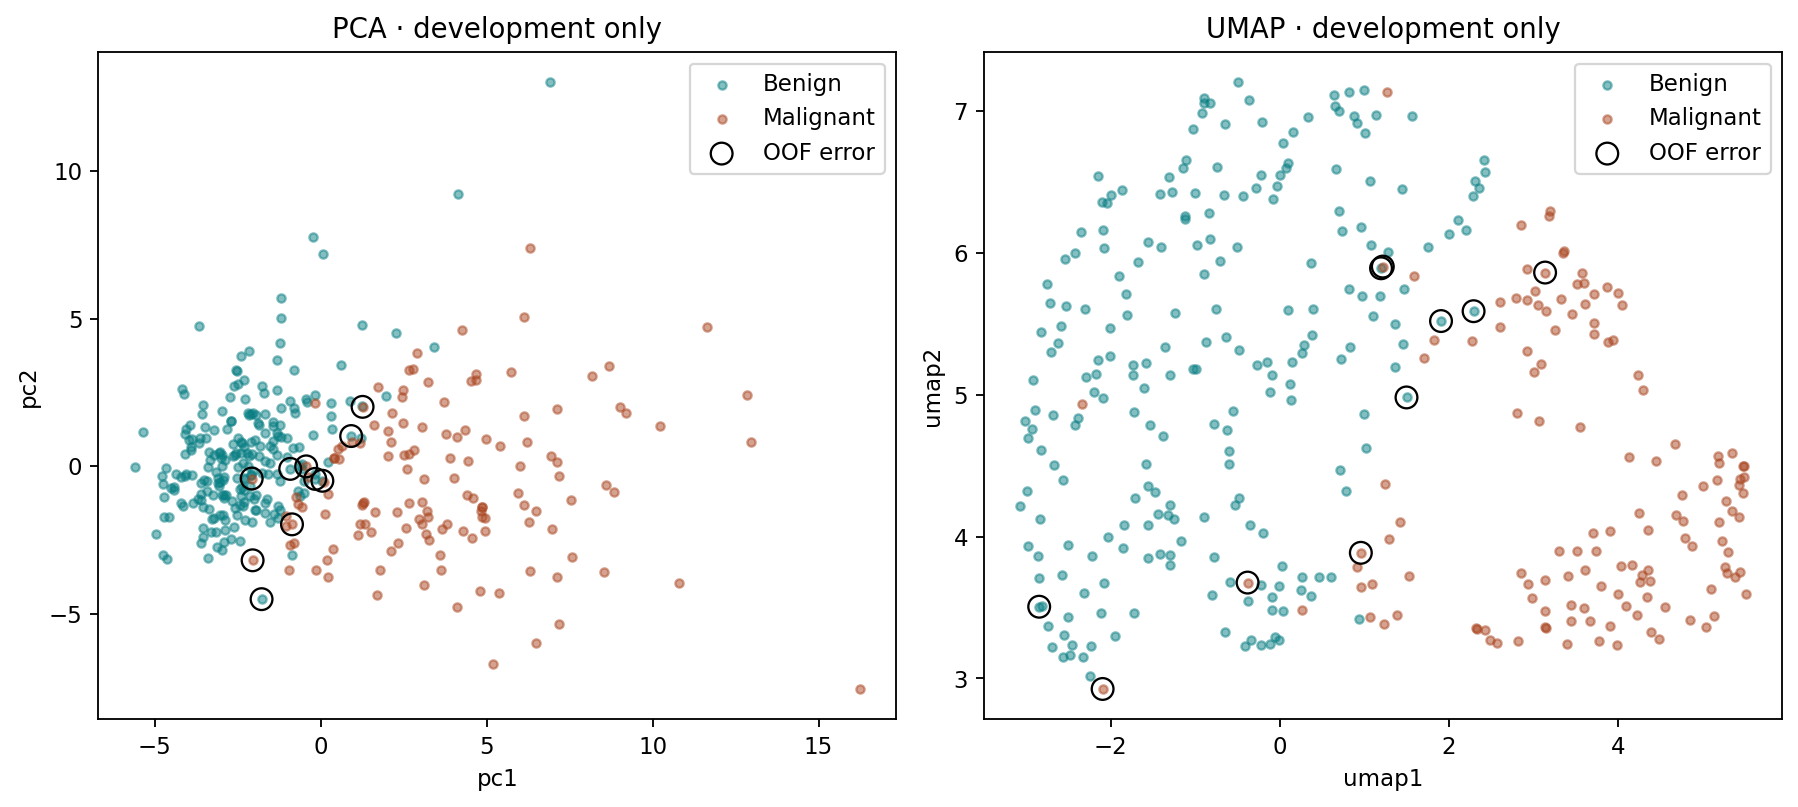 PCA · development only
Benign
Malignant
OOF error
10
5
0
−5
pc2
−5
0
5
10
15
pc1
UMAP · development only
Benign
Malignant
OOF error
7
6
5
4
3
umap2
−2
0
2
4
umap1